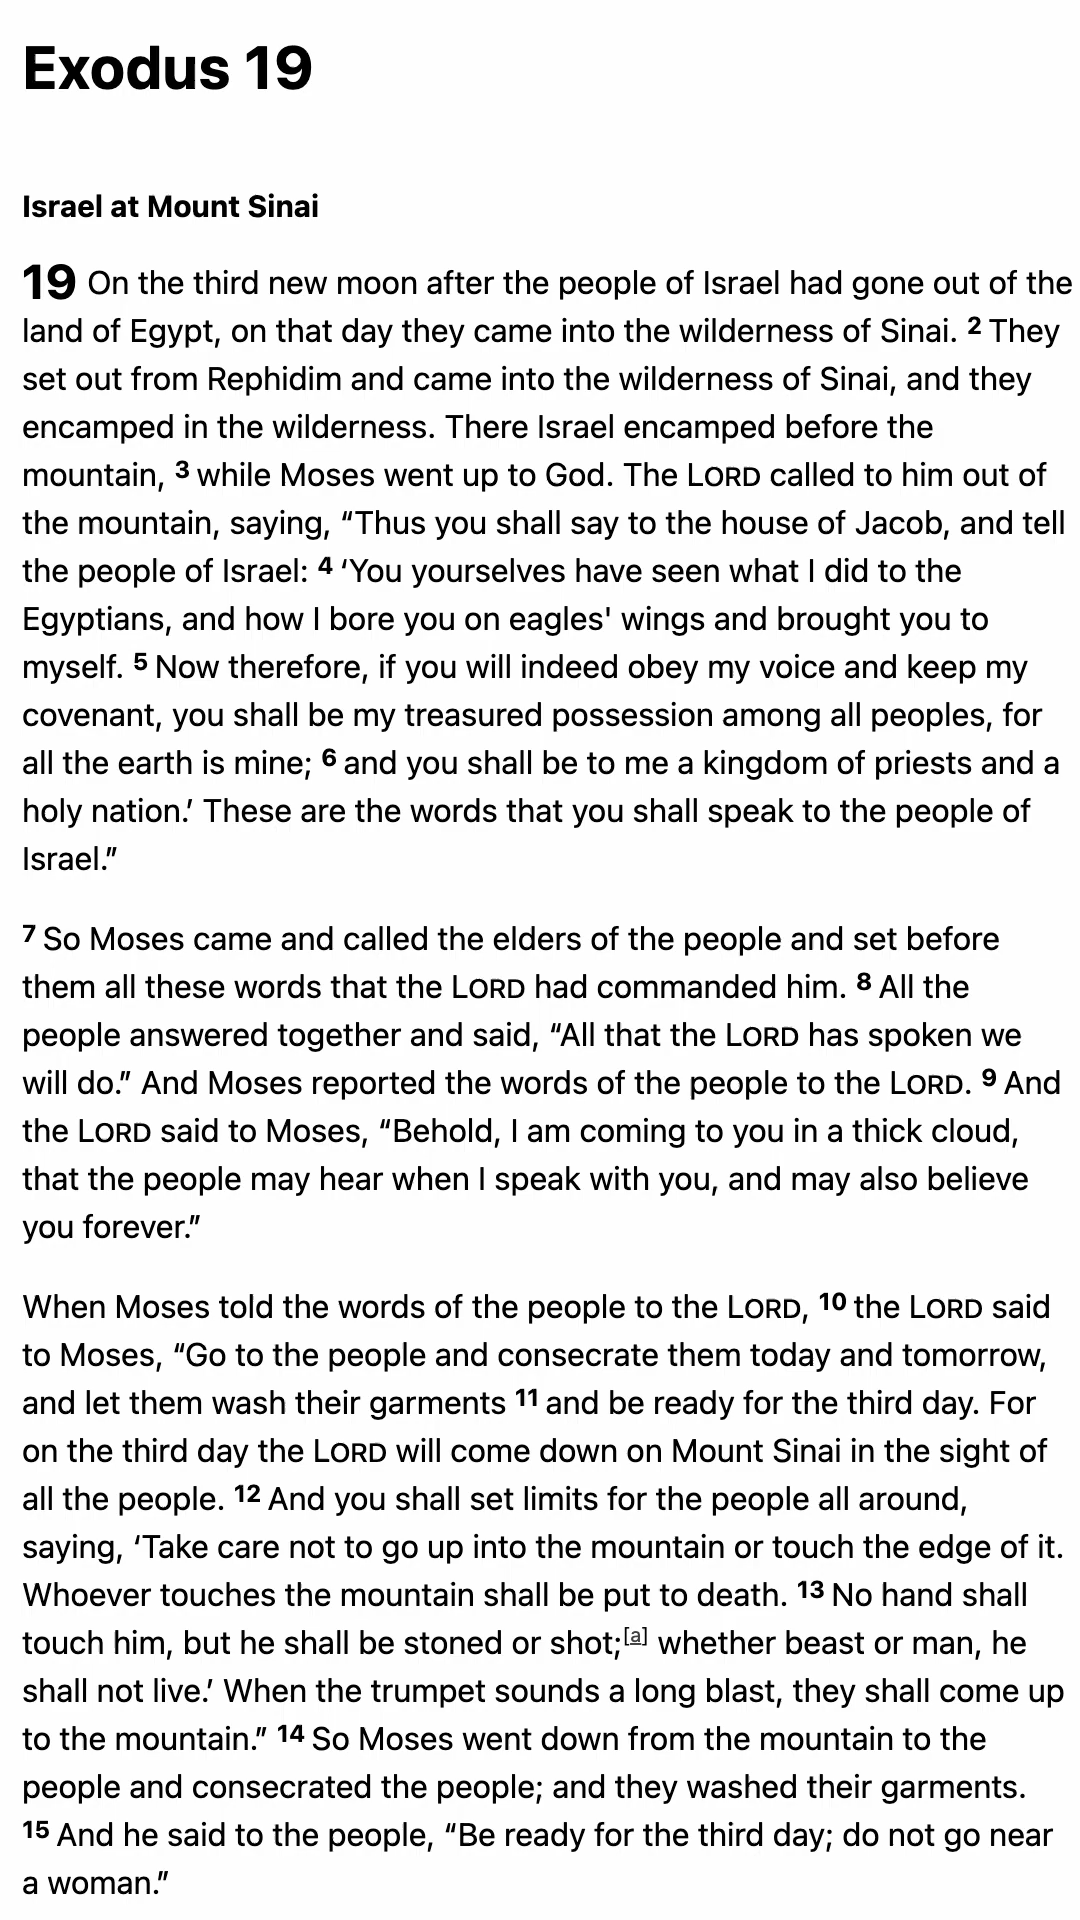 Exodus 19
Israel at Mount Sinai
19 On the third new moon after the people of Israel had gone out of the
land of Egypt, on that day they came into the wilderness of Sinai. 2 They
set out from Rephidim and came into the wilderness of Sinai, and they
encamped in the wilderness. There Israel encamped before the
mountain, 3 while Moses went up to God. The LORD called to him out of
the mountain, saying, “Thus you shall say to the house of Jacob, and tell
the people of Israel: 4 ‘You yourselves have seen what I did to the
Egyptians, and how I bore you on eagles' wings and brought you to
myself. 5 Now therefore, if you will indeed obey my voice and keep my
covenant, you shall be my treasured possession among all peoples, for
all the earth is mine; 6 and you shall be to me a kingdom of priests and a
holy nation.’ These are the words that you shall speak to the people of
Israel.”
7 So Moses came and called the elders of the people and set before
them all these words that the LORD had commanded him. 8 All the
people answered together and said, “All that the LORD has spoken we
will do.” And Moses reported the words of the people to the LORD. 9 And
the LORD said to Moses, “Behold, I am coming to you in a thick cloud,
that the people may hear when I speak with you, and may also believe
you forever.”
When Moses told the words of the people to the LORD, 10 the LORD said
to Moses, “Go to the people and consecrate them today and tomorrow,
and let them wash their garments 11 and be ready for the third day. For
on the third day the LORD will come down on Mount Sinai in the sight of
all the people. 12 And you shall set limits for the people all around,
saying, ‘Take care not to go up into the mountain or touch the edge of it.
Whoever touches the mountain shall be put to death. 13 No hand shall
touch him, but he shall be stoned or shot;[a] whether beast or man, he
shall not live.’ When the trumpet sounds a long blast, they shall come up
to the mountain.” 14 So Moses went down from the mountain to the
people and consecrated the people; and they washed their garments.
15 And he said to the people, “Be ready for the third day; do not go near
a woman.”